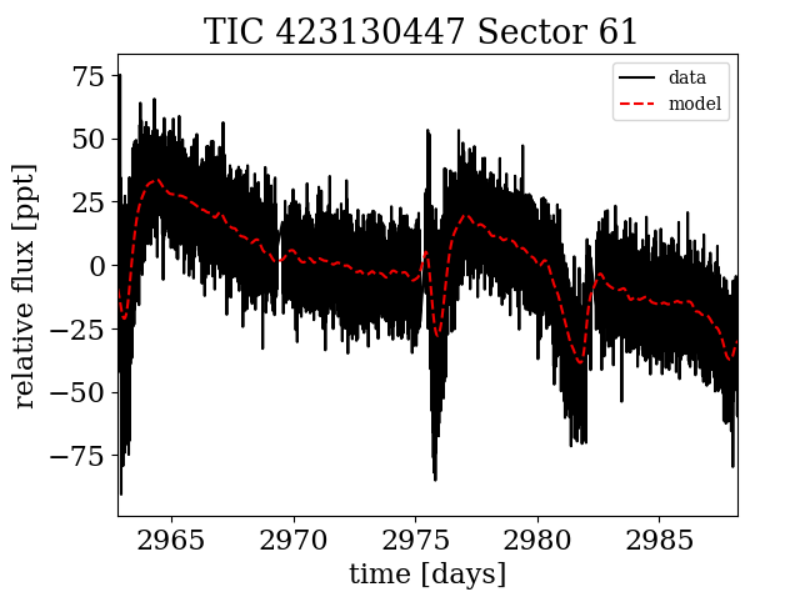 TIC 423130447 Sector 61
data
model
75
50
25
0
−25
−50
−75
relative flux [ppt]
2965 2970 2975 2980 2985
time [days]